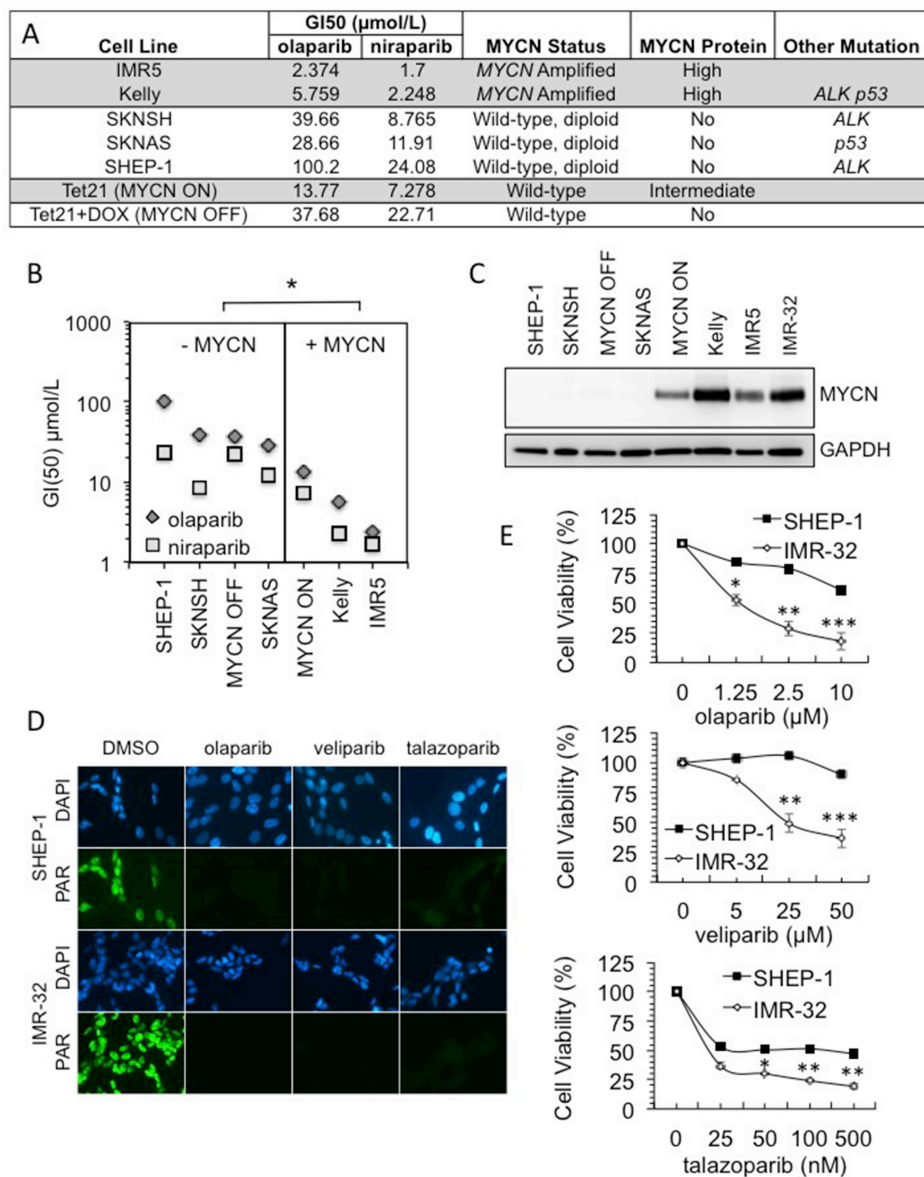 A
GI50 (µmol/L)
Cell Line olaparib niraparib MYCN Status MYCN Protein Other Mutation
IMR5 2.374 1.7 MYCN Amplified High
Kelly 5.759 2.248 MYCN Amplified High ALK p53
SKNSH 39.66 8.765 Wild-type, diploid No ALK
SKNAS 28.66 11.91 Wild-type, diploid No p53
SHEP-1 100.2 24.08 Wild-type, diploid No ALK
Tet21 (MYCN ON) 13.77 7.278 Wild-type Intermediate
Tet21+DOX (MYCN OFF) 37.68 22.71 Wild-type No
B
*
- MYCN + MYCN
GI(50) µmol/L
1000
100
10
1
olaparib
niraparib
SHEP-1
SKNSH
MYCN OFF
SKNAS
MYCN ON
Kelly
IMR5
C
SHEP-1
SKNSH
MYCN OFF
SKNAS
MYCN ON
Kelly
IMR5
IMR-32
MYCN
GAPDH
D
DMSO olaparib veliparib talazoparib
SHEP-1
DAPI
PAR
IMR-32
DAPI
PAR
E
Cell Viability (%)
125
100
75
50
25
0
SHEP-1
IMR-32
* ** ***
0 1.25 2.5 10
olaparib (µM)
Cell Viability (%)
125
100
75
50
25
0
** ***
SHEP-1
IMR-32
0 5 25 50
veliparib (µM)
Cell Viability (%)
125
100
75
50
25
0
SHEP-1
IMR-32
* ** **
0 25 50 100 500
talazoparib (nM)